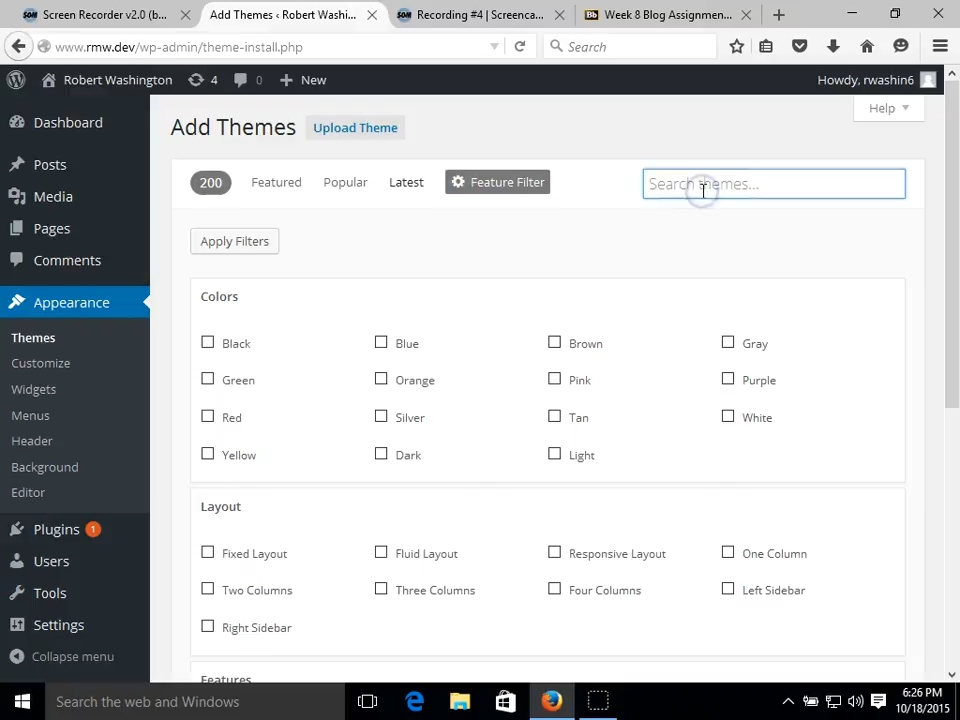 Screen Recorder v2.0 (b...
Add Themes ‹ Robert Washingt...
Recording #4 | Screenca...
Bb Week 8 Blog Assignmen...
www.rmw.dev/wp-admin/theme-install.php
Search
Robert Washington 4 0 New
Howdy, rwashin6
Dashboard
Posts
Media
Pages
Comments
Appearance
Themes
Customize
Widgets
Menus
Header
Background
Editor
Plugins 1
Users
Tools
Settings
Collapse menu
Help
Add Themes Upload Theme
200 Featured Popular Latest Feature Filter Search themes...
Apply Filters
Colors
Black Blue Brown Gray
Green Orange Pink Purple
Red Silver Tan White
Yellow Dark Light
Layout
Fixed Layout Fluid Layout Responsive Layout One Column
Two Columns Three Columns Four Columns Left Sidebar
Right Sidebar
Features
Search the web and Windows
6:26 PM
10/18/2015